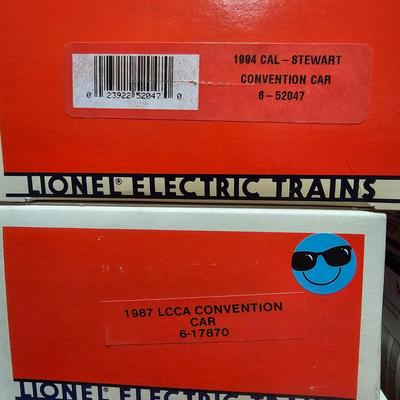 1994 CAL-STEWART
CONVENTION CAR
6-52047
0 23922 52047 0
LIONEL® ELECTRIC TRAINS
1987 LCCA CONVENTION
CAR
6-17870
LIONEL ELECTRIC TRAINS